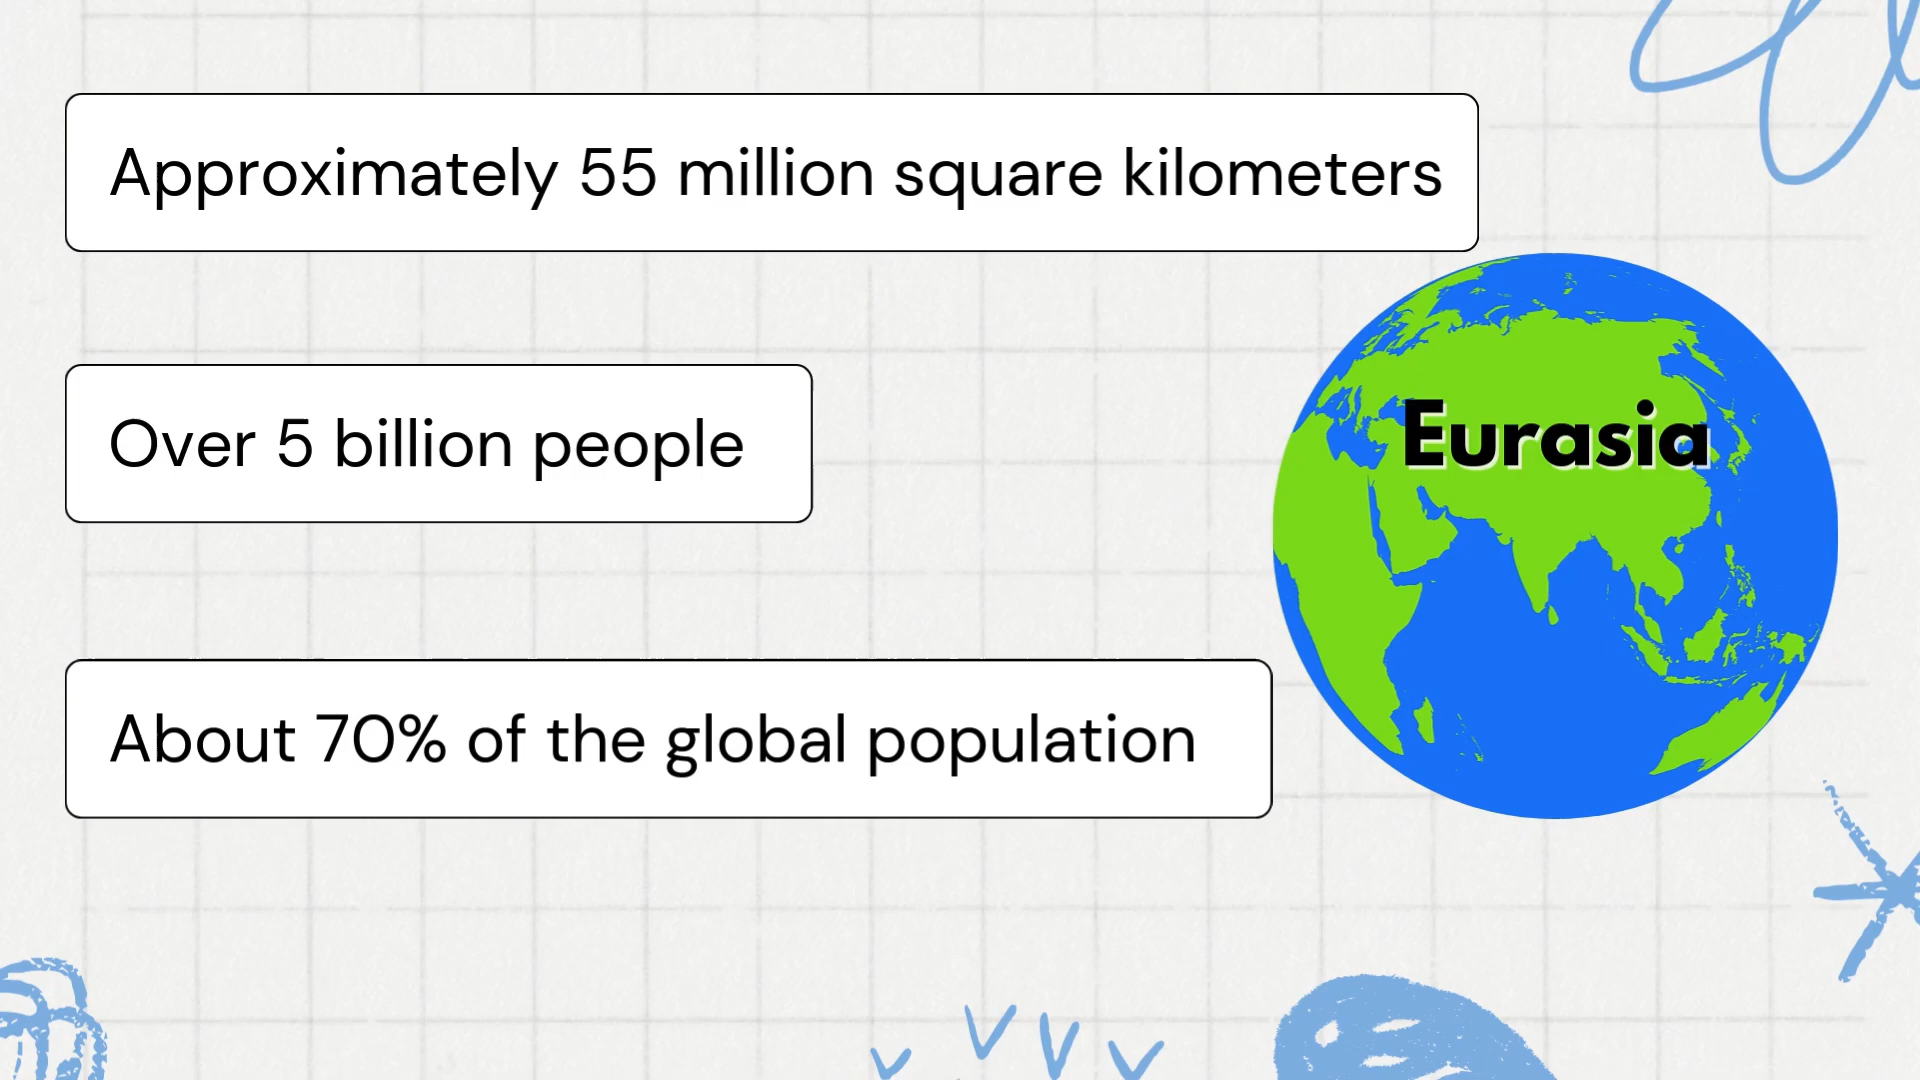 Approximately 55 million square kilometers
Over 5 billion people
Eurasia
About 70% of the global population